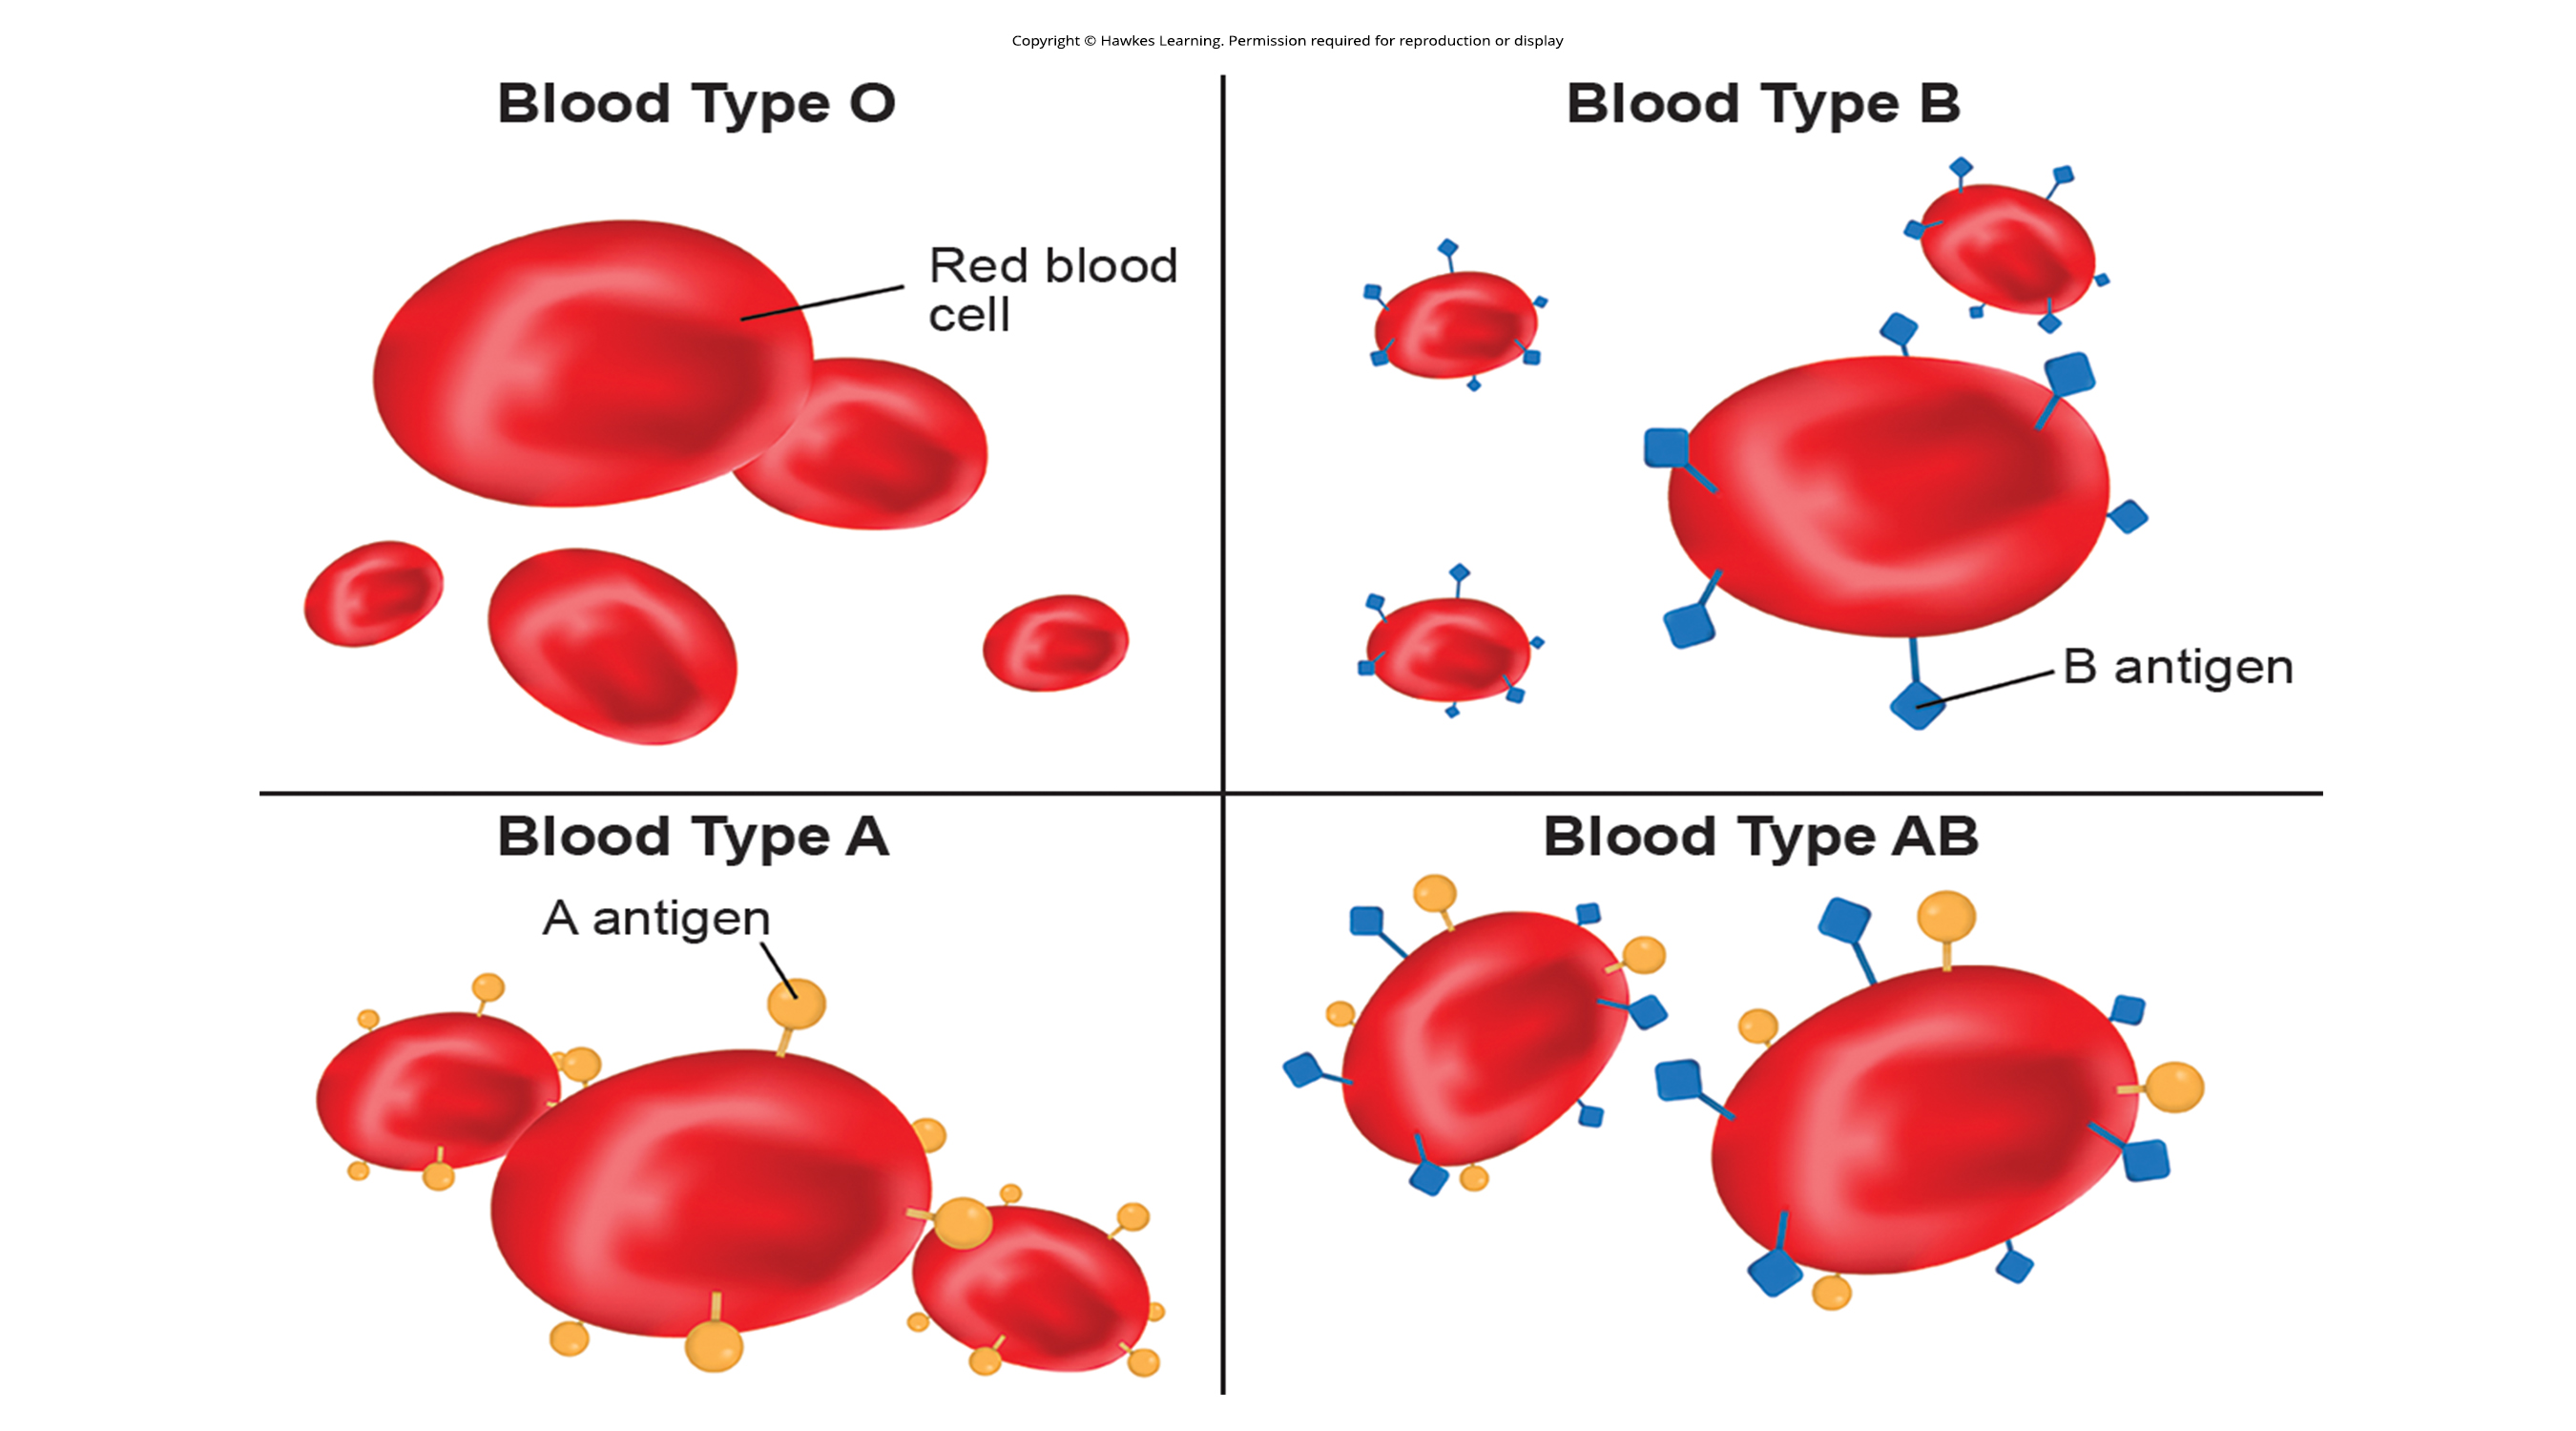 Copyright © Hawkes Learning. Permission required for reproduction or display
Blood Type O
Red blood
cell
Blood Type B
B antigen
Blood Type A
A antigen
Blood Type AB